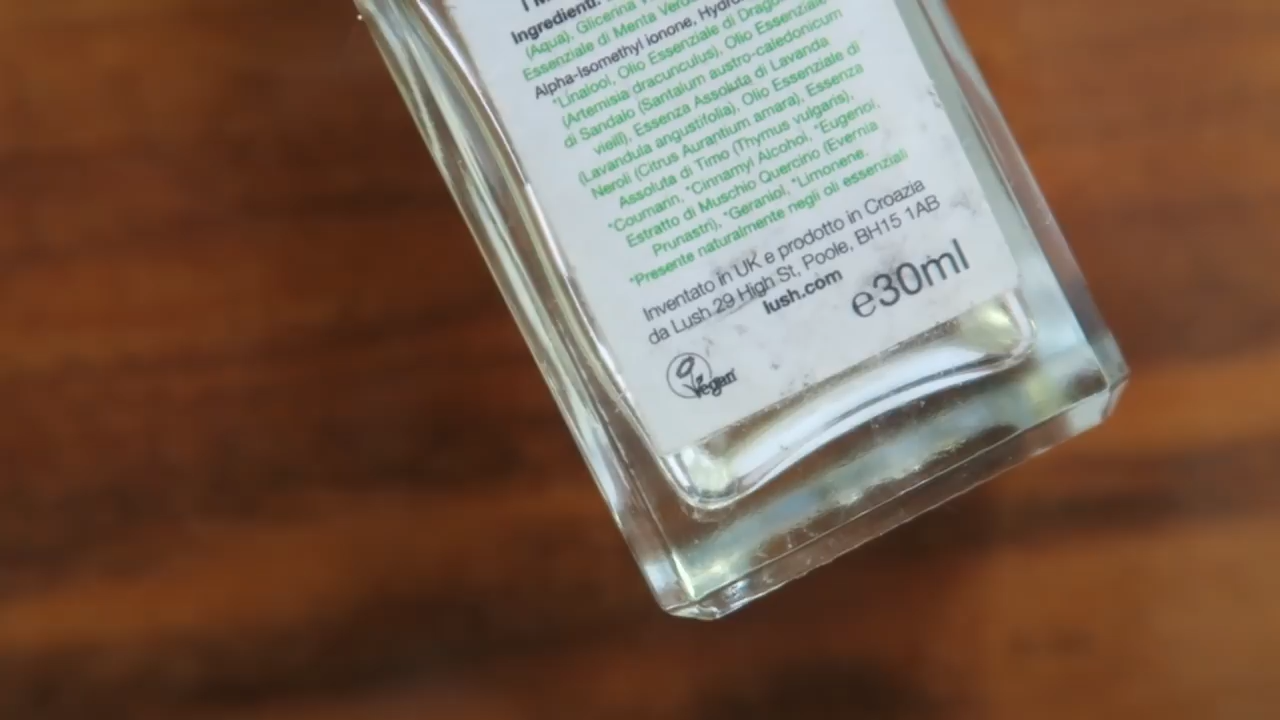 Ingredienti:
(Aqua), Glicerina
Essenziale di Menta
Alpha-Isomethyl ionone,
*Linalool, Olio Essenziale di
(Artemisia dracunculus), Olio Essenziale
di Sandalo (Santalum austro-caledonicum
vieill), Essenza Assoluta di Lavanda
(Lavandula angustifolia), Olio Essenziale di
Neroli (Citrus Aurantium amara), Essenza
Assoluta di Timo (Thymus vulgaris),
*Coumarin, *Cinnamyl Alcohol, *Eugenol,
Estratto di Muschio Quercino (Evernia
Prunastri), *Geraniol, *Limonene.
*Presente naturalmente negli oli essenziali
Inventato in UK e prodotto in Croazia
da Lush 29 High St, Poole, BH15 1AB
lush.com
e30ml
Vegan